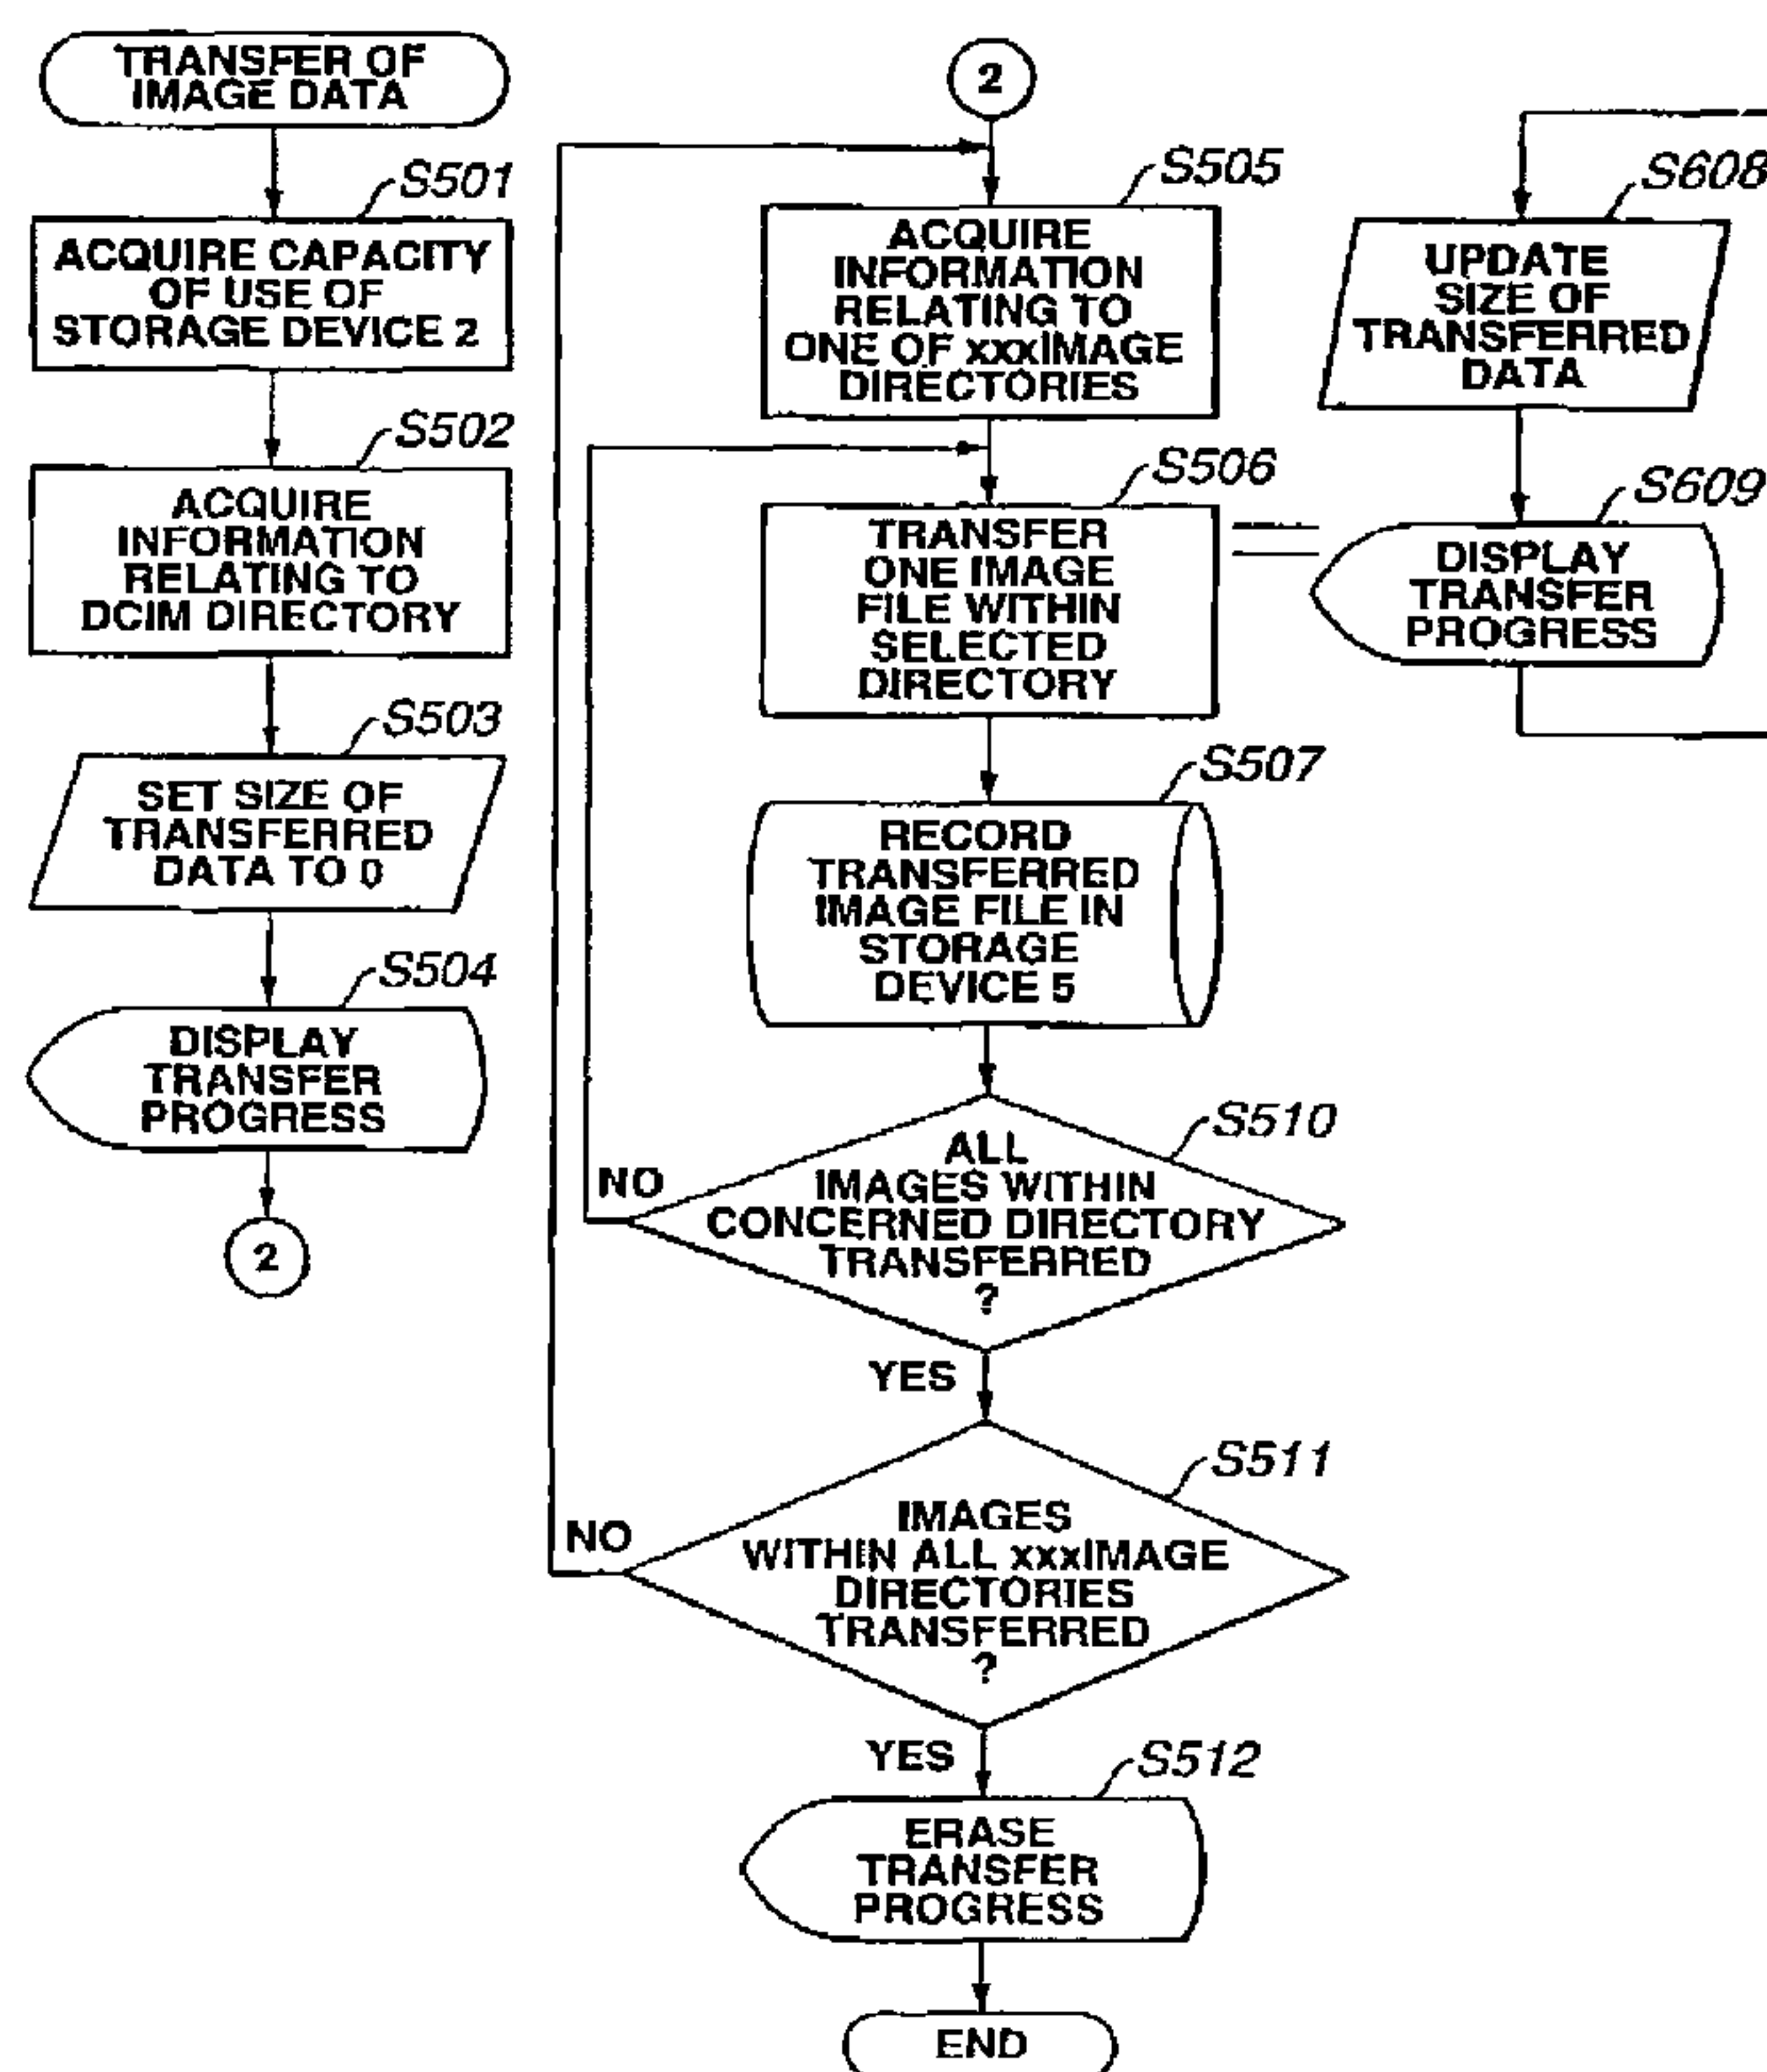 TRANSFER OF
IMAGE DATA
S501
ACQUIRE CAPACITY
OF USE OF
STORAGE DEVICE 2
S502
ACQUIRE
INFORMATION
RELATING TO
DCIM DIRECTORY
S503
SET SIZE OF
TRANSFERRED
DATA TO 0
S504
DISPLAY
TRANSFER
PROGRESS
2
2
S505
ACQUIRE
INFORMATION
RELATING TO
ONE OF xxxIMAGE
DIRECTORIES
S506
TRANSFER
ONE IMAGE
FILE WITHIN
SELECTED
DIRECTORY
S507
RECORD
TRANSFERRED
IMAGE FILE IN
STORAGE
DEVICE 5
S510
ALL
IMAGES WITHIN
CONCERNED DIRECTORY
TRANSFERRED
?
NO
YES
S511
IMAGES
WITHIN ALL xxxIMAGE
DIRECTORIES
TRANSFERRED
?
NO
YES
S512
ERASE
TRANSFER
PROGRESS
END
S608
UPDATE
SIZE OF
TRANSFERRED
DATA
S609
DISPLAY
TRANSFER
PROGRESS